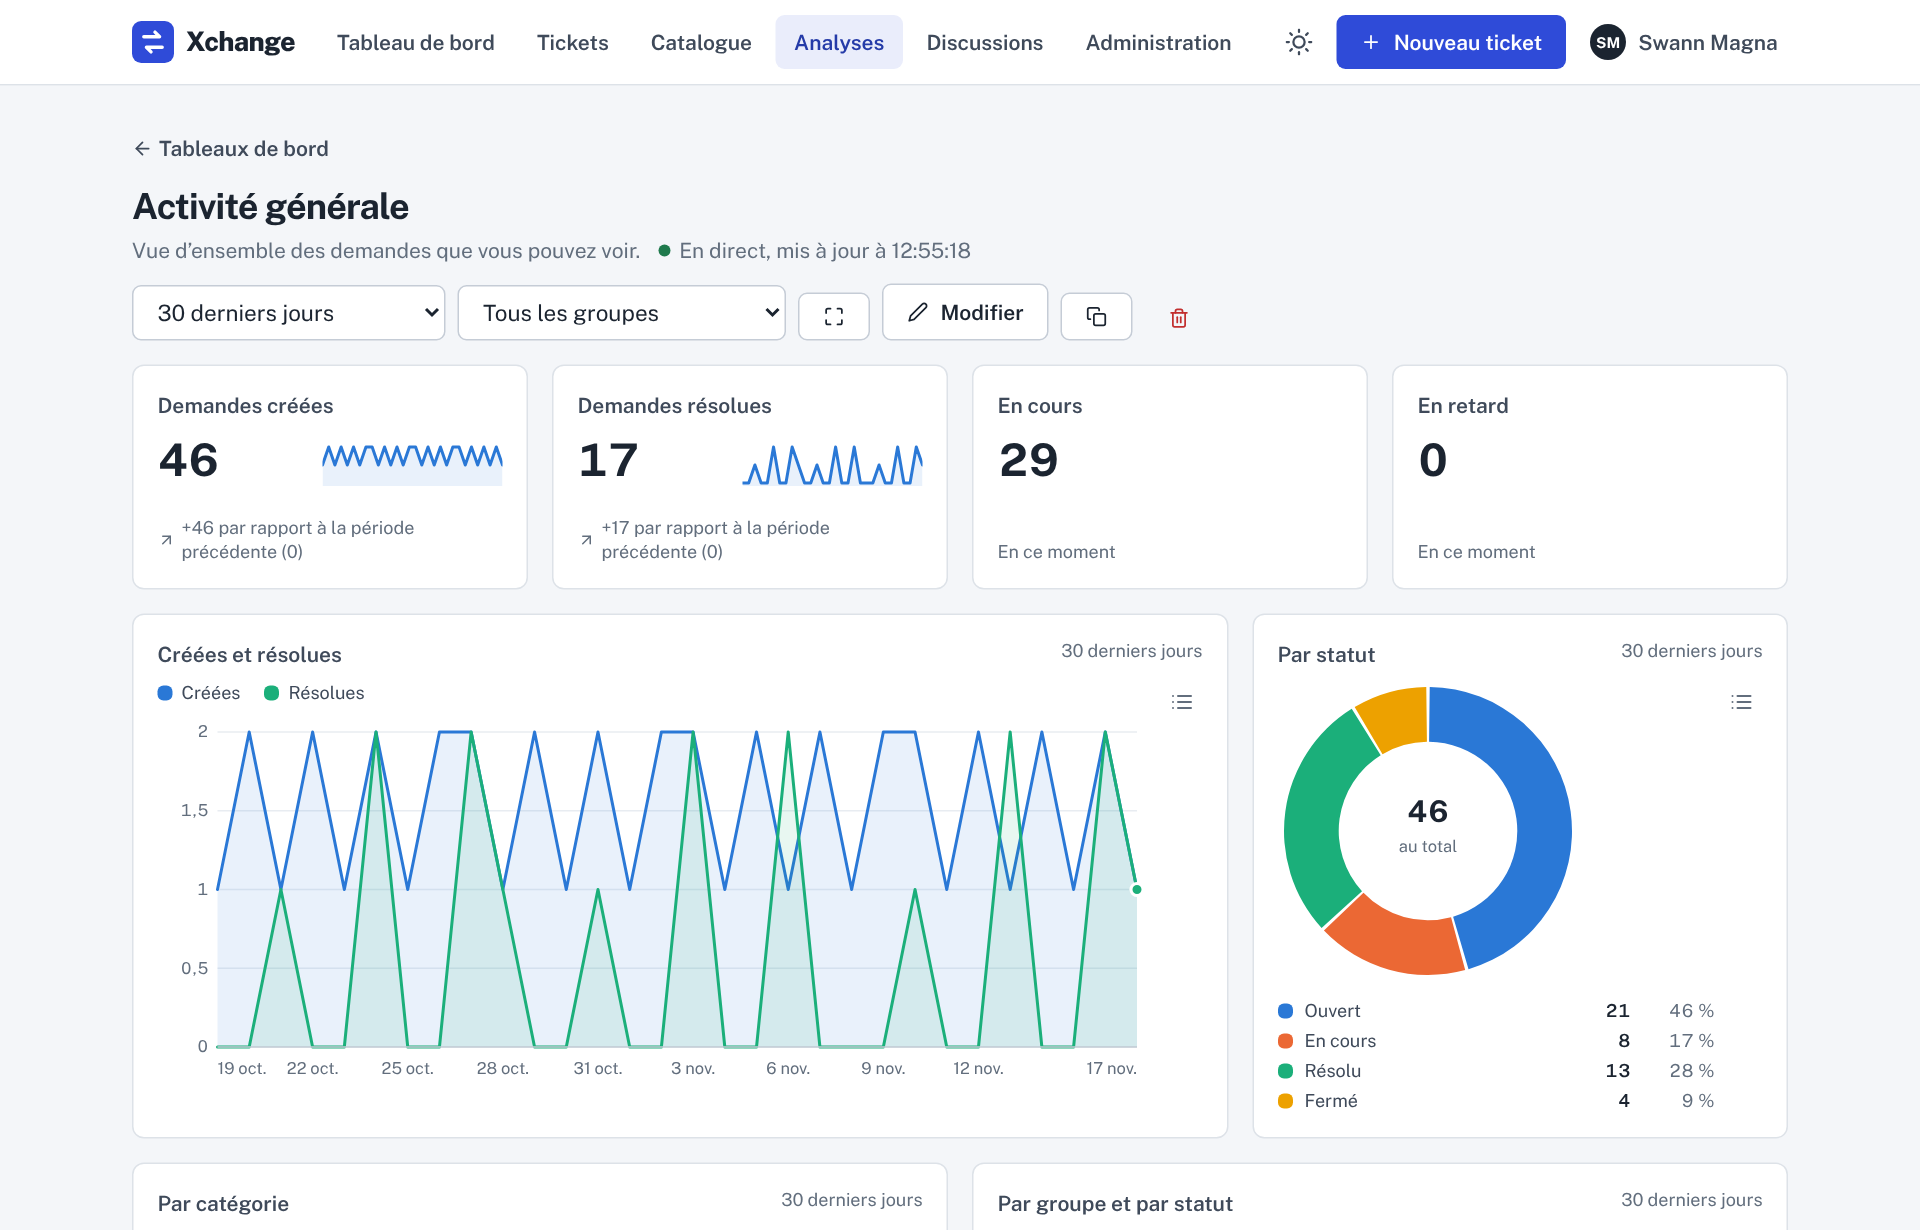 Xchange
Tableau de bord
Tickets
Catalogue
Analyses
Discussions
Administration
Nouveau ticket
SM
Swann Magna
Tableaux de bord
Activité générale
Vue d’ensemble des demandes que vous pouvez voir.
En direct, mis à jour à 12:55:18
30 derniers jours
Tous les groupes
Modifier
Demandes créées
46
+46 par rapport à la période
précédente (0)
Demandes résolues
17
+17 par rapport à la période
précédente (0)
En cours
29
En ce moment
En retard
0
En ce moment
Créées et résolues
30 derniers jours
Créées
Résolues
2
1,5
1
0,5
0
19 oct.
22 oct.
25 oct.
28 oct.
31 oct.
3 nov.
6 nov.
9 nov.
12 nov.
17 nov.
Par statut
30 derniers jours
46
au total
Ouvert 21 46 %
En cours 8 17 %
Résolu 13 28 %
Fermé 4 9 %
Par catégorie
30 derniers jours
Par groupe et par statut
30 derniers jours